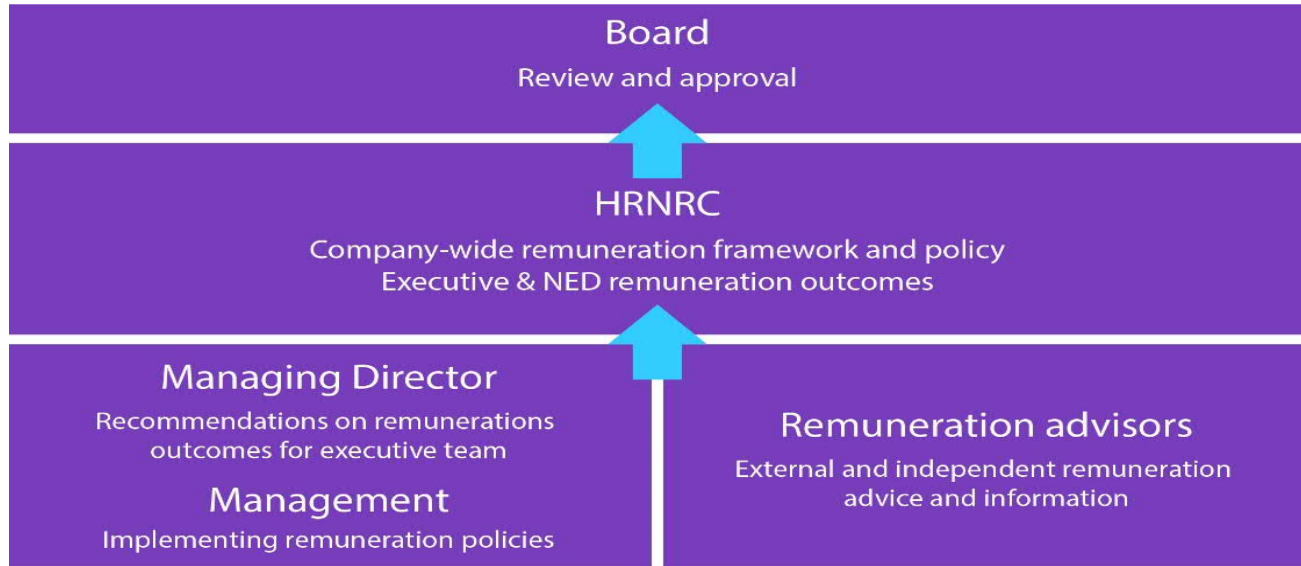 Board
Review and approval
HRNRC
Company-wide remuneration framework and policy
Executive & NED remuneration outcomes
Managing Director
Recommendations on remunerations
outcomes for executive team
Management
Implementing remuneration policies
Remuneration advisors
External and independent remuneration
advice and information